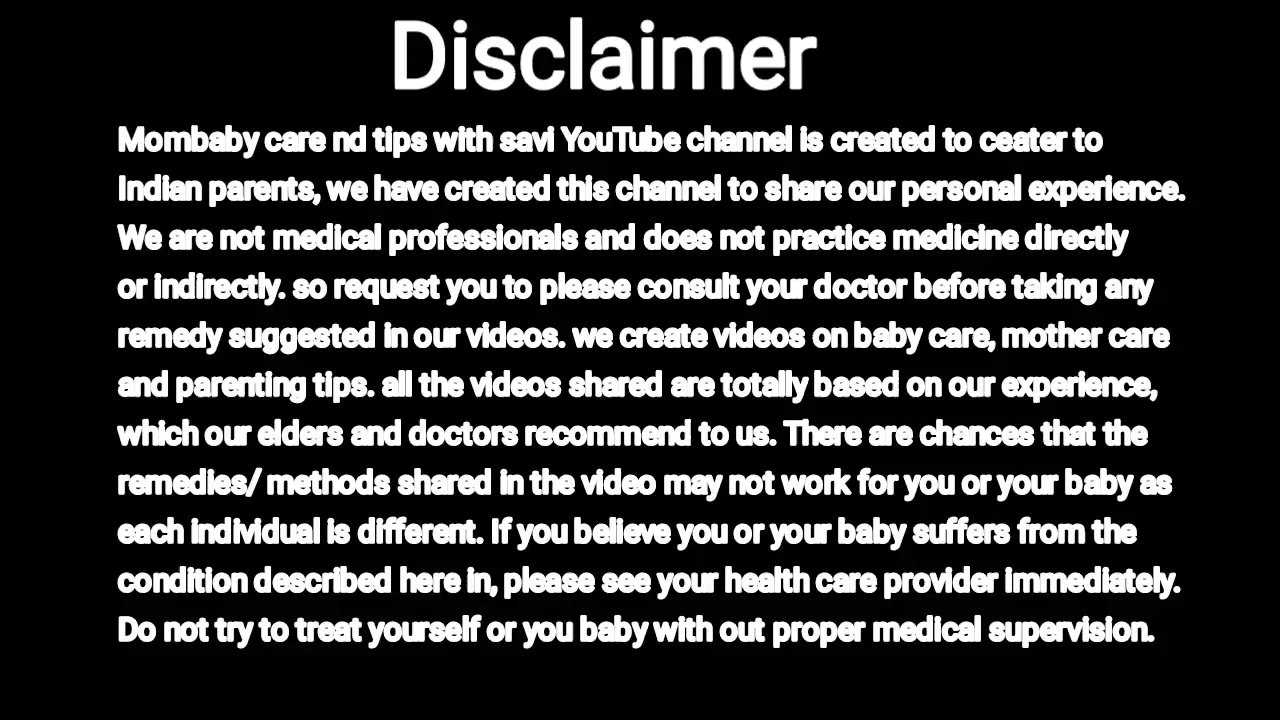 Disclaimer
Mombaby care nd tips with savi YouTube channel is created to ceater to
Indian parents, we have created this channel to share our personal experience.
We are not medical professionals and does not practice medicine directly
or indirectly. so request you to please consult your doctor before taking any
remedy suggested in our videos. we create videos on baby care, mother care
and parenting tips. all the videos shared are totally based on our experience,
which our elders and doctors recommend to us. There are chances that the
remedies/ methods shared in the video may not work for you or your baby as
each individual is different. If you believe you or your baby suffers from the
condition described here in, please see your health care provider immediately.
Do not try to treat yourself or you baby with out proper medical supervision.